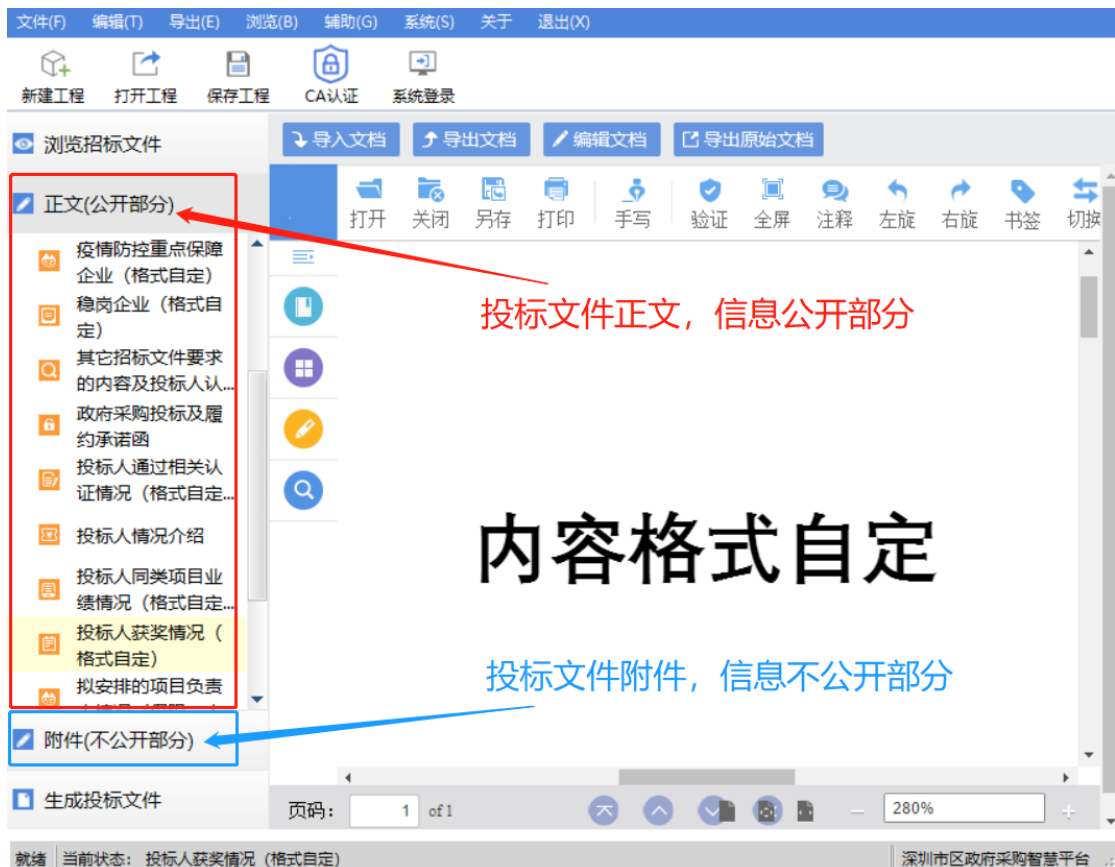 文件(F) 编辑(T) 导出(E) 浏览(B) 辅助(G) 系统(S) 关于 退出(X)
新建工程 打开工程 保存工程 CA认证 系统登录
浏览招标文件
正文(公开部分)
疫情防控重点保障
企业（格式自定）
稳岗企业（格式自
定）
其它招标文件要求
的内容及投标人认...
政府采购投标及履
约承诺函
投标人通过相关认
证情况（格式自定...
投标人情况介绍
投标人同类项目业
绩情况（格式自定...
投标人获奖情况（
格式自定）
拟安排的项目负责
附件(不公开部分)
生成投标文件
导入文档 导出文档 编辑文档 导出原始文档
打开 关闭 另存 打印 手写 验证 全屏 注释 左旋 右旋 书签 切换
投标文件正文，信息公开部分
内容格式自定
投标文件附件，信息不公开部分
页码： 1 of 1 280%
就绪 当前状态： 投标人获奖情况（格式自定） 深圳市区政府采购智慧平台